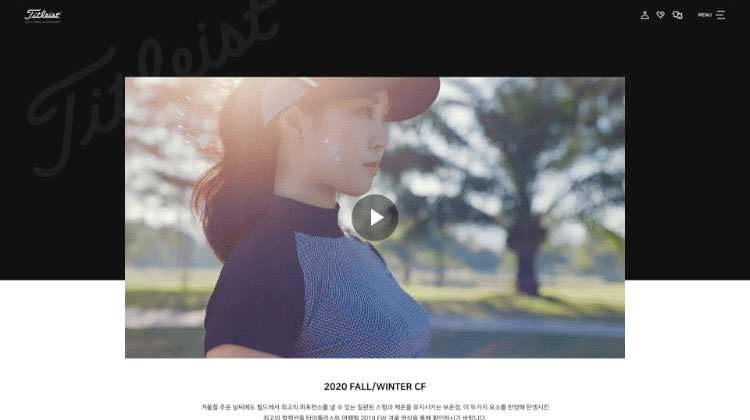 Titleist
MENU
Titleist
2020 FALL/WINTER CF
겨울철 추운 날씨에도 필드에서 최고의 퍼포먼스를 낼 수 있는 일관된 스윙과 체온을 유지시키는 보온성, 이 두가지 요소를 반영해 탄생시킨
최고의 컬렉션을 타이틀리스트 어패럴 2019 FW 겨울 영상을 통해 확인하시기 바랍니다.